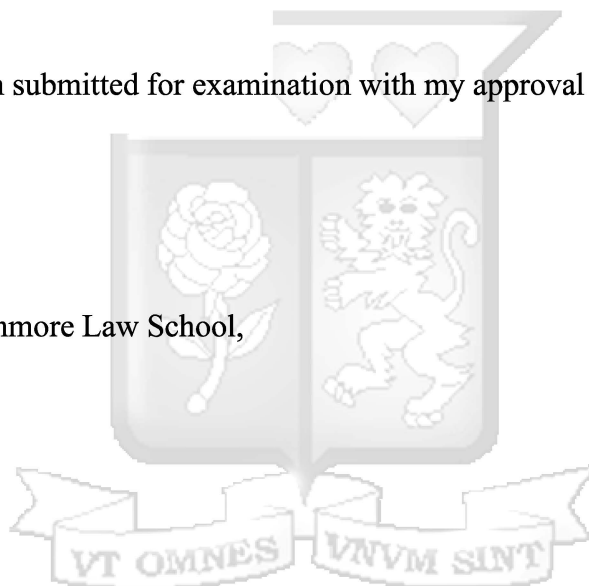 n submitted for examination with my approval
nmore Law School,
VT OMNES VNVM SINT